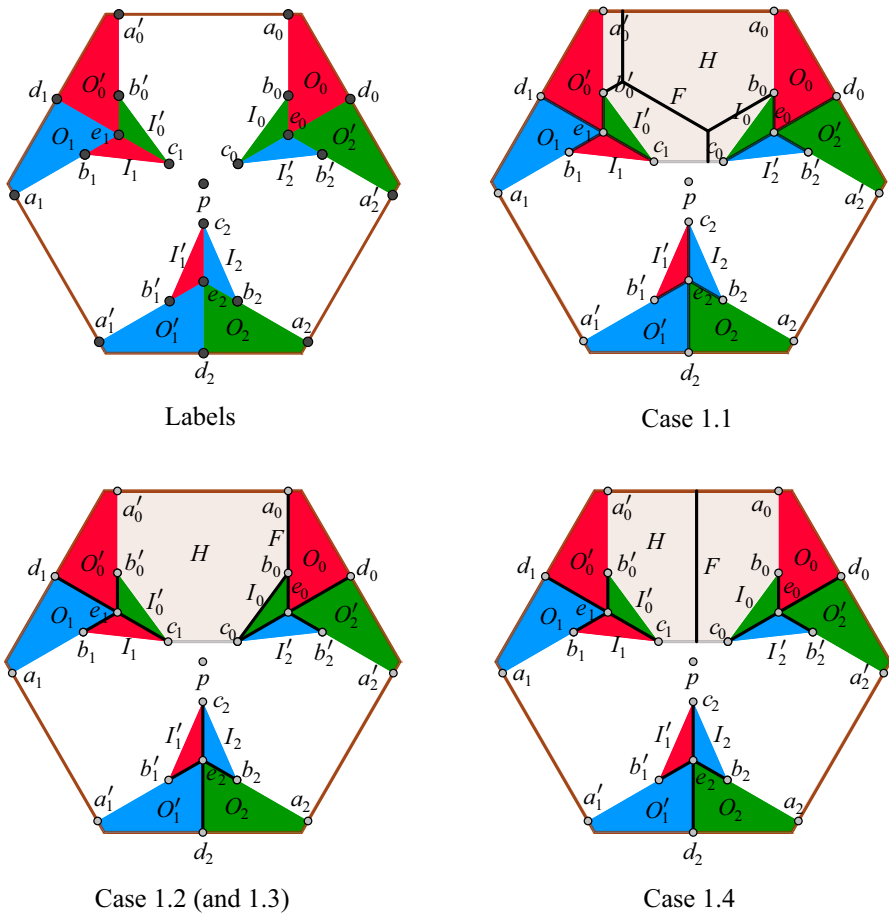 a′₀ a₀
d₁ O′₀ b′₀ b₀ O₀ d₀
O₁ e₁ I′₀ c₁ I₀ c₀ e₀ O′₂
b₁ I₁ I′₂ b′₂
a₁ p a′₂
c₂
I′₁ I₂
b′₁ e₂ b₂
a′₁ O′₁ O₂ a₂
d₂
Labels
a′₀ a₀
H
d₁ O′₀ b′₀ F b₀ O₀ d₀
O₁ e₁ I′₀ c₁ I₀ c₀ e₀ O′₂
b₁ I₁ I′₂ b′₂
a₁ p a′₂
c₂
I′₁ I₂
b′₁ e₂ b₂
a′₁ O′₁ O₂ a₂
d₂
Case 1.1
a′₀ a₀
H F
d₁ O′₀ b′₀ b₀ O₀ d₀
O₁ e₁ I′₀ c₁ I₀ c₀ e₀ O′₂
b₁ I₁ I′₂ b′₂
a₁ p a′₂
c₂
I′₁ I₂
b′₁ e₂ b₂
a′₁ O′₁ O₂ a₂
d₂
Case 1.2 (and 1.3)
a′₀ a₀
H F
d₁ O′₀ b′₀ b₀ O₀ d₀
O₁ e₁ I′₀ c₁ I₀ c₀ e₀ O′₂
b₁ I₁ I′₂ b′₂
a₁ p a′₂
c₂
I′₁ I₂
b′₁ e₂ b₂
a′₁ O′₁ O₂ a₂
d₂
Case 1.4